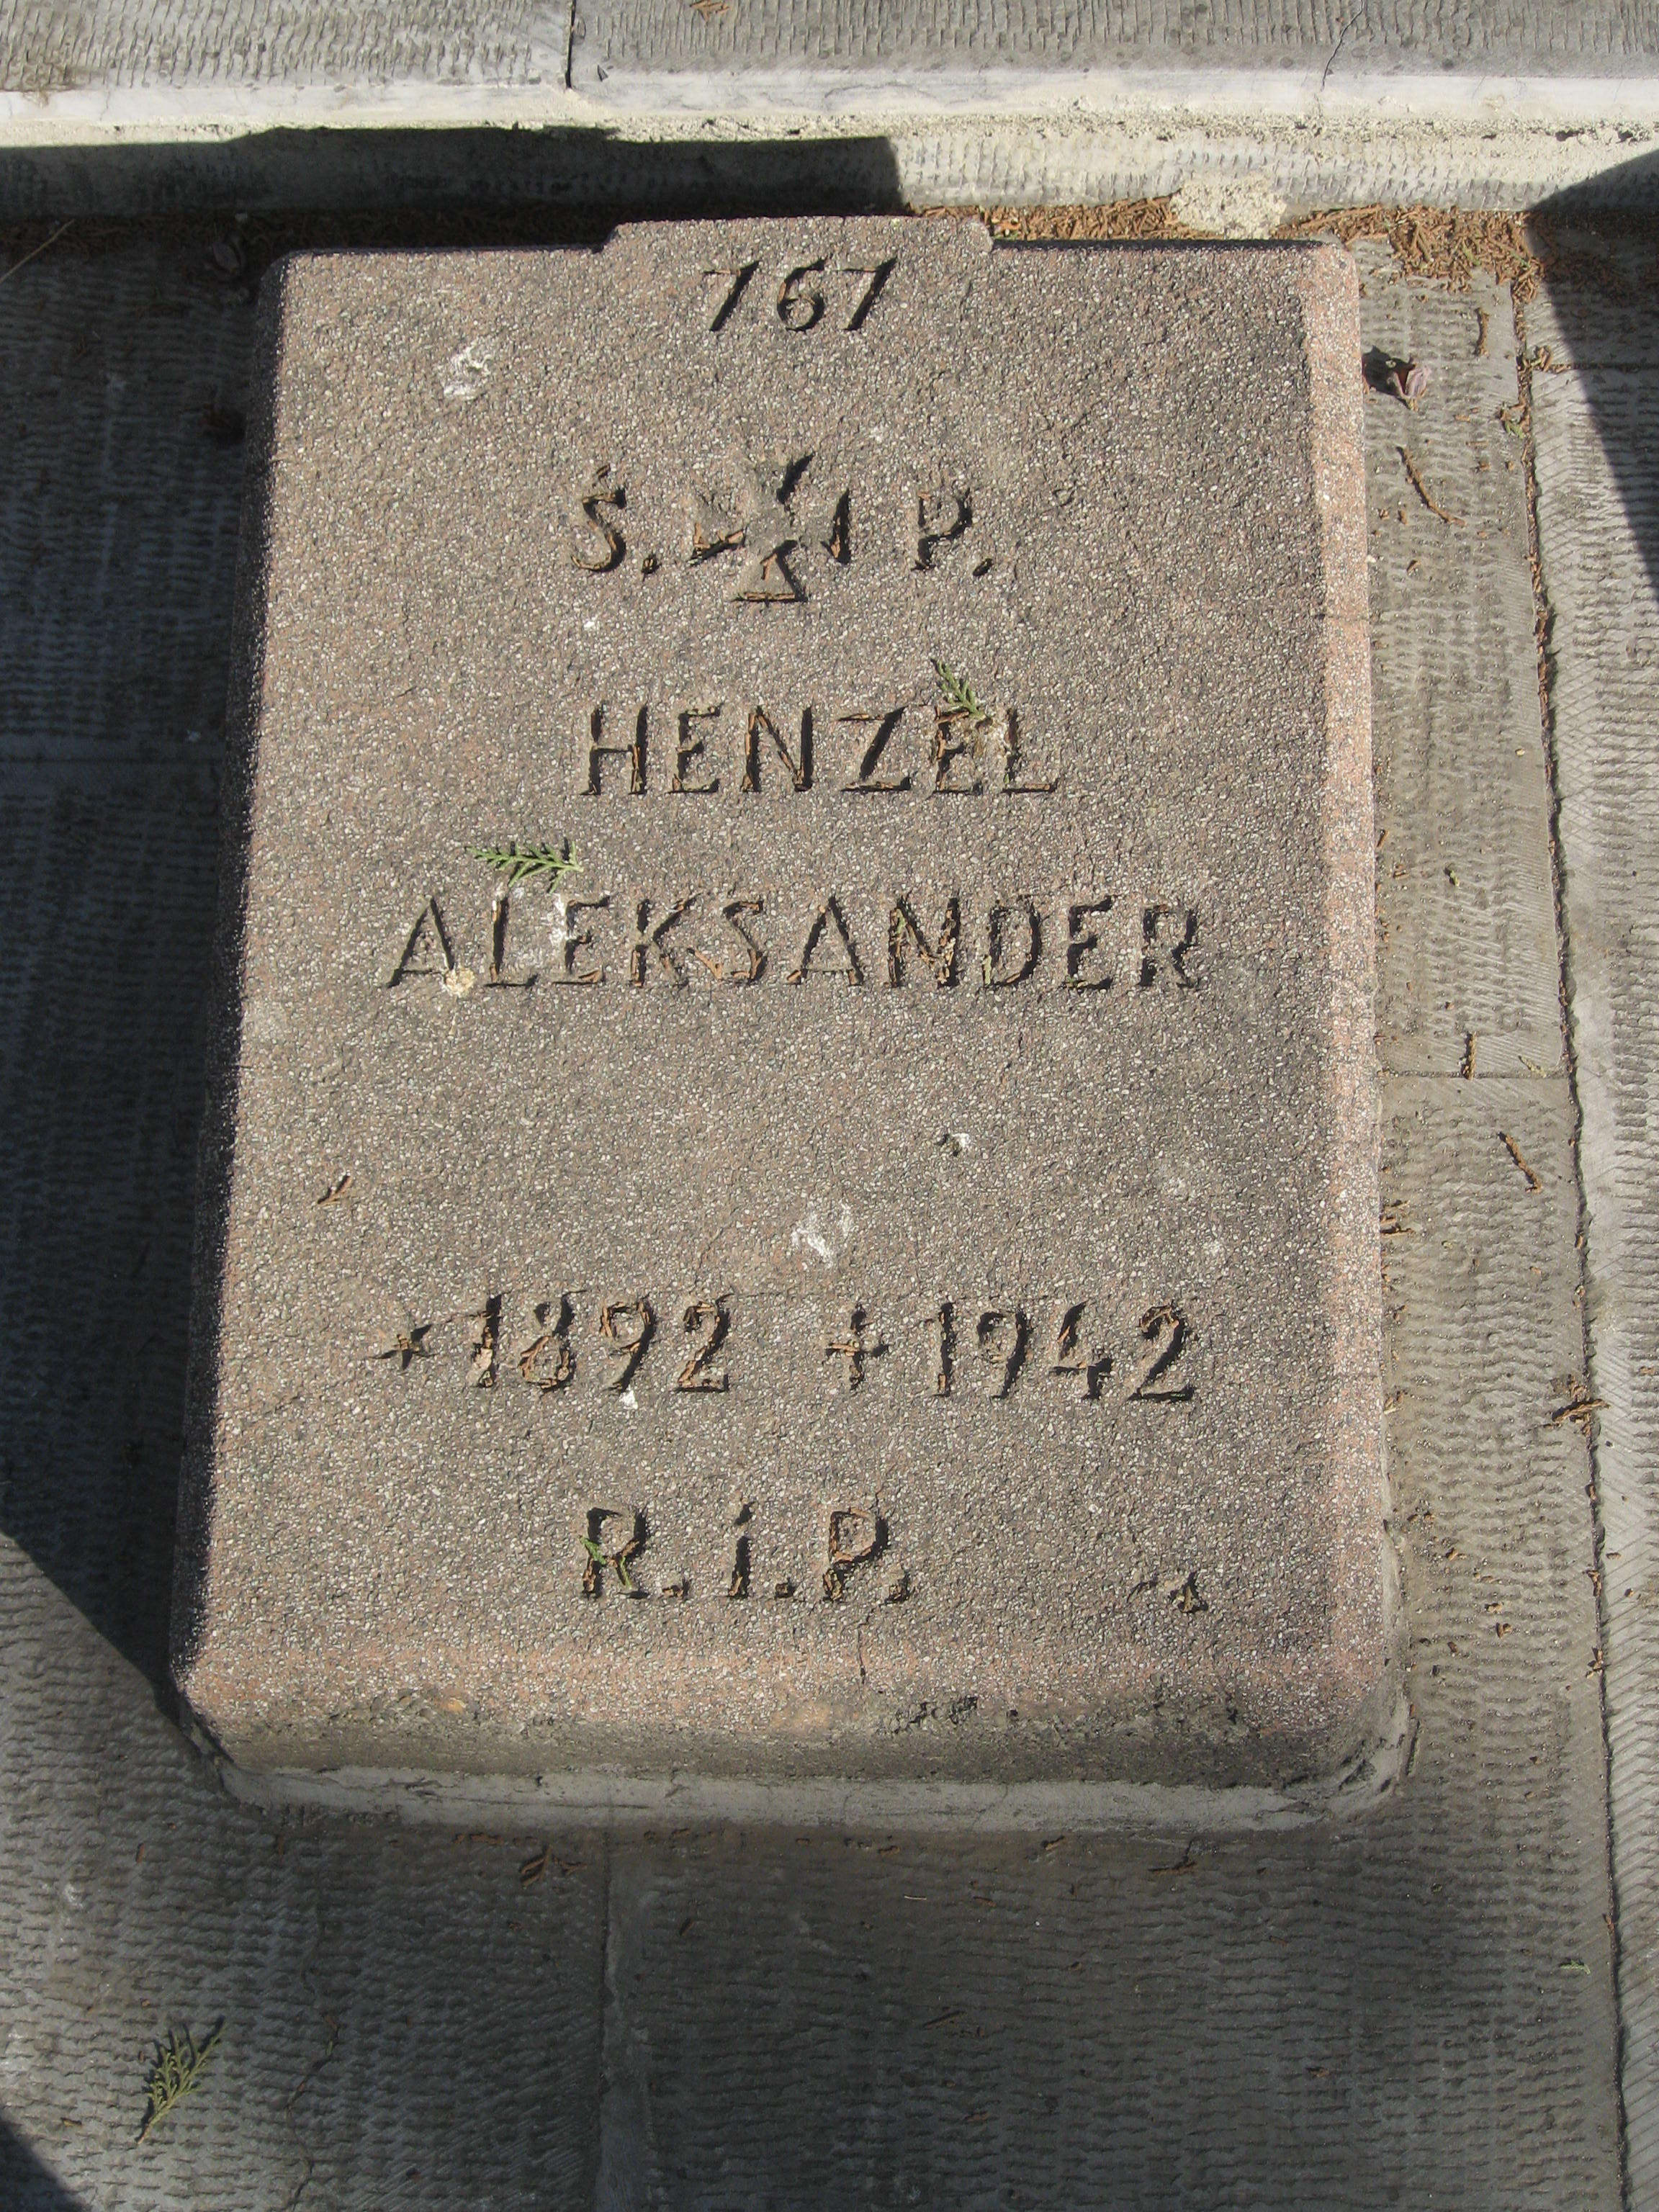 767
Ś. P.
HENZEL
ALEKSANDER
* 1892 + 1942
R.i.P.